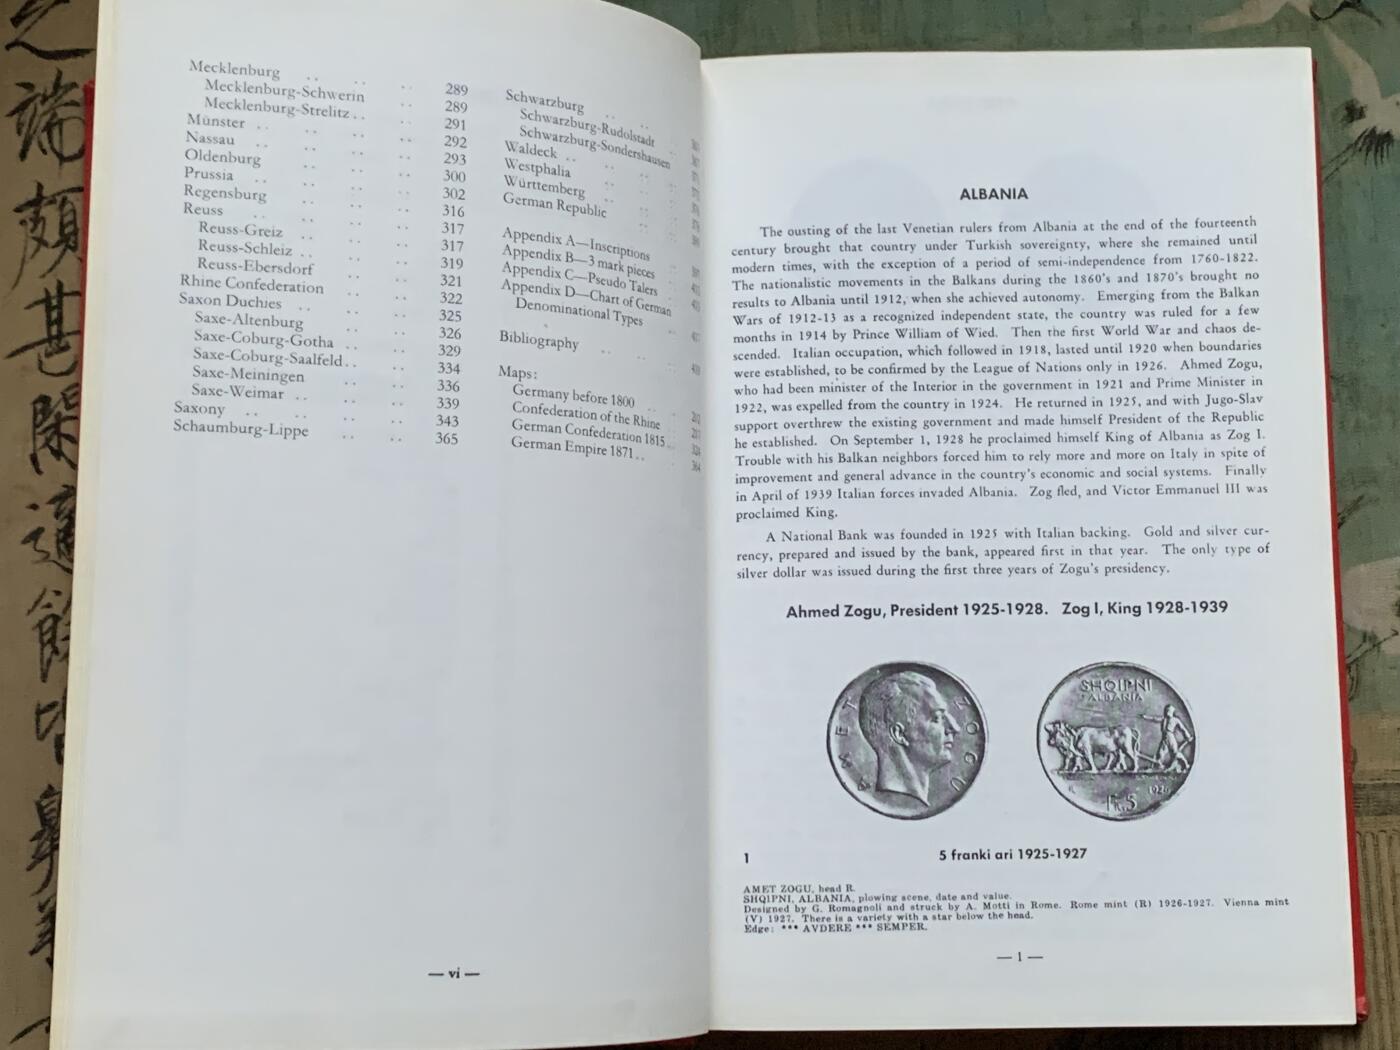 之
端
頗
甚
適
餘
皆
Mecklenburg .. .. .. 289
Mecklenburg-Schwerin .. 289
Mecklenburg-Strelitz .. .. 291
Münster .. .. .. 292
Nassau .. .. .. 293
Oldenburg .. .. 300
Prussia .. .. .. 302
Regensburg .. .. 316
Reuss .. .. .. 317
Reuss-Greiz .. .. .. 317
Reuss-Schleiz .. .. .. 319
Reuss-Ebersdorf .. .. 321
Rhine Confederation .. .. 322
Saxon Duchies .. .. 325
Saxe-Altenburg .. .. 326
Saxe-Coburg-Gotha .. .. 329
Saxe-Coburg-Saalfeld .. .. 334
Saxe-Meiningen .. .. 336
Saxe-Weimar .. .. .. 339
Saxony .. .. .. .. 343
Schaumburg-Lippe .. .. 365
Schwarzburg .. ..
Schwarzburg-Rudolstadt ..
Schwarzburg-Sondershausen
Waldeck .. .. ..
Westphalia .. ..
Württemberg .. ..
German Republic .. ..
Appendix A—Inscriptions ..
Appendix B—3 mark pieces ..
Appendix C—Pseudo Talers ..
Appendix D—Chart of German
Denominational Types ..
Bibliography .. .. ..
Maps:
Germany before 1800 ..
Confederation of the Rhine ..
German Confederation 1815 ..
German Empire 1871 .. .. 364
— vi —
ALBANIA
The ousting of the last Venetian rulers from Albania at the end of the fourteenth
century brought that country under Turkish sovereignty, where she remained until
modern times, with the exception of a period of semi-independence from 1760-1822.
The nationalistic movements in the Balkans during the 1860's and 1870's brought no
results to Albania until 1912, when she achieved autonomy. Emerging from the Balkan
Wars of 1912-13 as a recognized independent state, the country was ruled for a few
months in 1914 by Prince William of Wied. Then the first World War and chaos de-
scended. Italian occupation, which followed in 1918, lasted until 1920 when boundaries
were established, to be confirmed by the League of Nations only in 1926. Ahmed Zogu,
who had been minister of the Interior in the government in 1921 and Prime Minister in
1922, was expelled from the country in 1924. He returned in 1925, and with Jugo-Slav
support overthrew the existing government and made himself President of the Republic
he established. On September 1, 1928 he proclaimed himself King of Albania as Zog I.
Trouble with his Balkan neighbors forced him to rely more and more on Italy in spite of
improvement and general advance in the country's economic and social systems. Finally
in April of 1939 Italian forces invaded Albania. Zog fled, and Victor Emmanuel III was
proclaimed King.
A National Bank was founded in 1925 with Italian backing. Gold and silver cur-
rency, prepared and issued by the bank, appeared first in that year. The only type of
silver dollar was issued during the first three years of Zogu's presidency.
Ahmed Zogu, President 1925-1928. Zog I, King 1928-1939
AMET ZOGU
SHQIPNI
ALBANIA
R 1926
Fr. 5
1 5 franki ari 1925-1927
AMET ZOGU, head R.
SHQIPNI, ALBANIA, plowing scene, date and value.
Designed by G. Romagnoli and struck by A. Motti in Rome. Rome mint (R) 1926-1927. Vienna mint
(V) 1927. There is a variety with a star below the head.
Edge: *** AVDERE *** SEMPER.
— 1 —